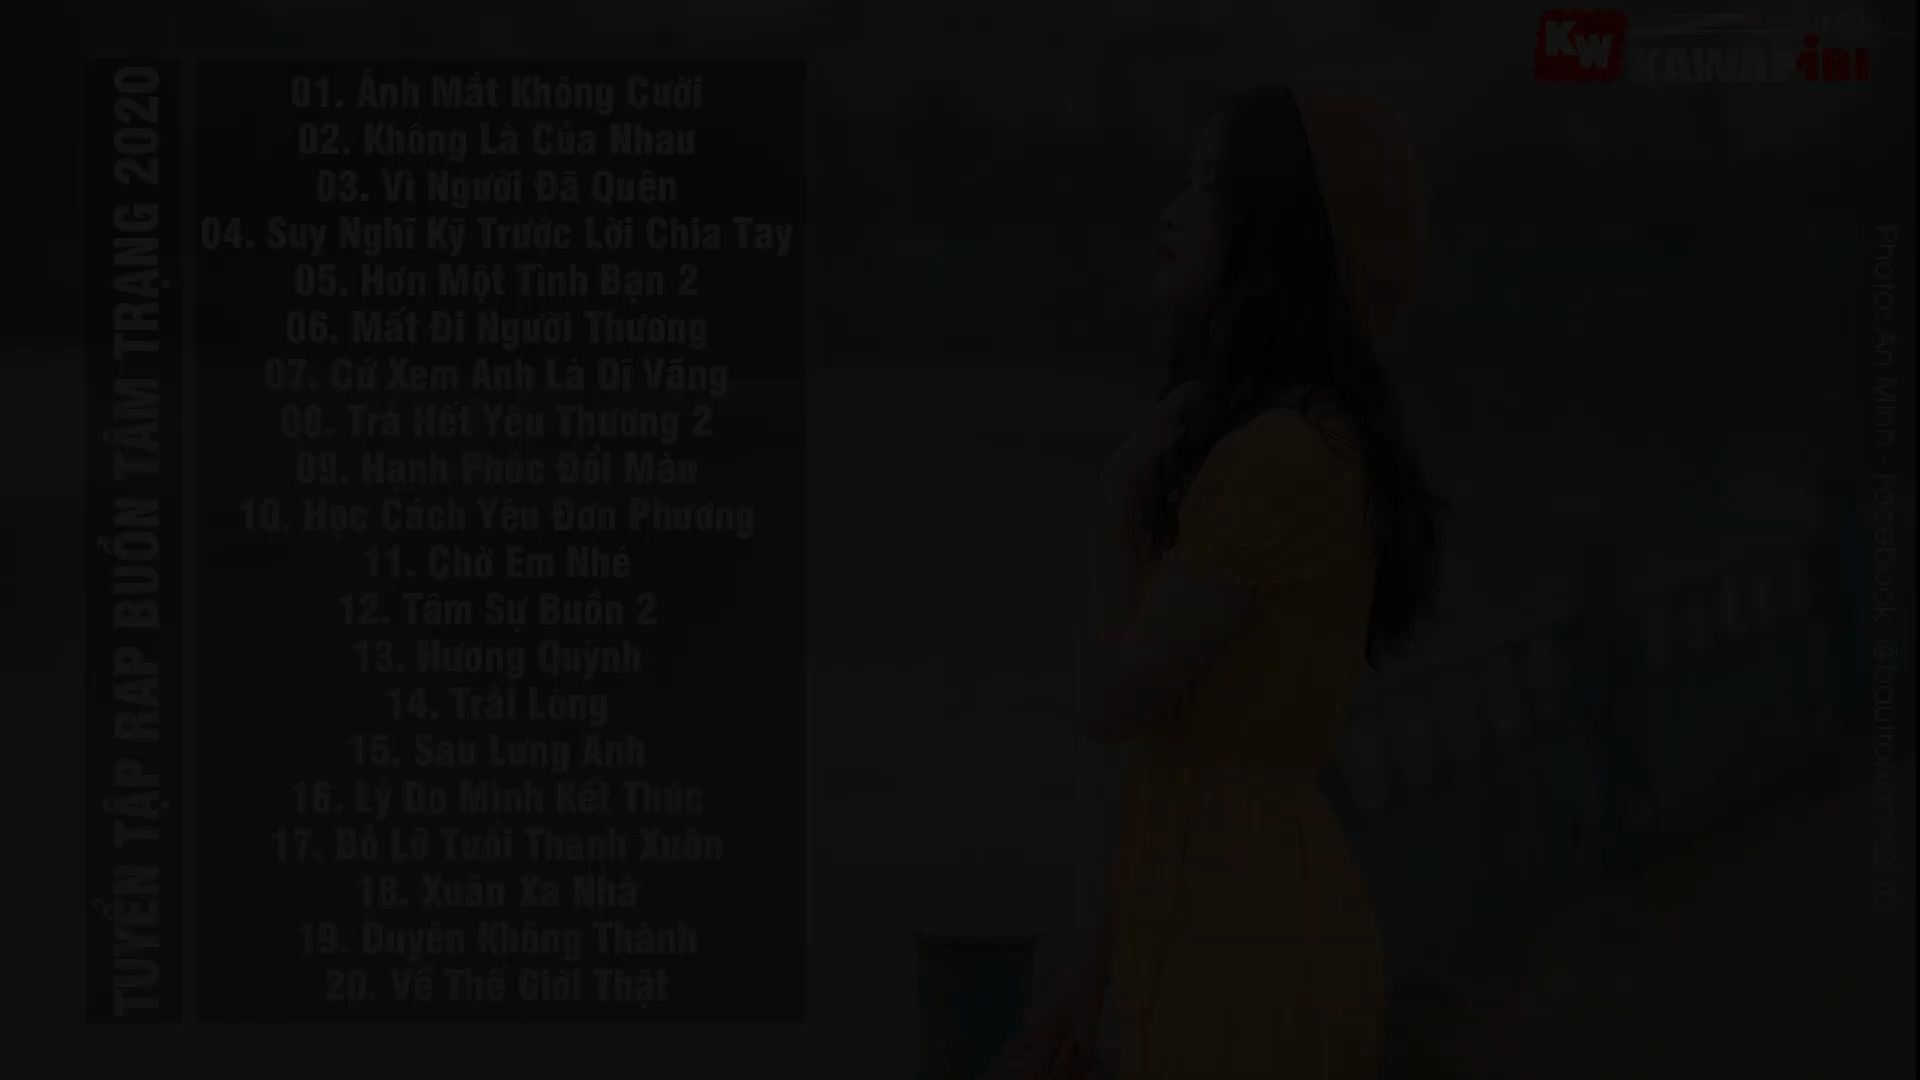 TUYỂN TẬP RAP BUỒN TÂM TRẠNG 2020
01. Ánh Mắt Không Cười
02. Không Là Của Nhau
03. Vì Người Đã Quên
04. Suy Nghĩ Kỹ Trước Lời Chia Tay
05. Hơn Một Tình Bạn 2
06. Mất Đi Người Thương
07. Cứ Xem Anh Là Dĩ Vãng
08. Trả Hết Yêu Thương 2
09. Hạnh Phúc Đổi Màu
10. Học Cách Yêu Đơn Phương
11. Chờ Em Nhé
12. Tâm Sự Buồn 2
13. Hương Quỳnh
14. Trải Lòng
15. Sau Lưng Anh
16. Lý Do Mình Kết Thúc
17. Bỏ Lỡ Tuổi Thanh Xuân
18. Xuân Xa Nhà
19. Duyên Không Thành
20. Về Thế Giới Thật
KW
Photo: An Minh - Facebook: